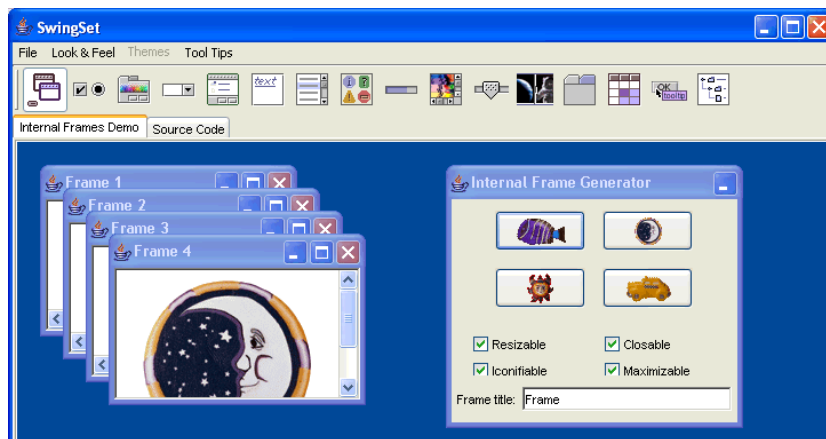 SwingSet
File Look & Feel Themes Tool Tips
text
OK
tooltip
Internal Frames Demo Source Code
Frame 1
Frame 2
Frame 3
Frame 4
Internal Frame Generator
Resizable Closable
Iconifiable Maximizable
Frame title: Frame